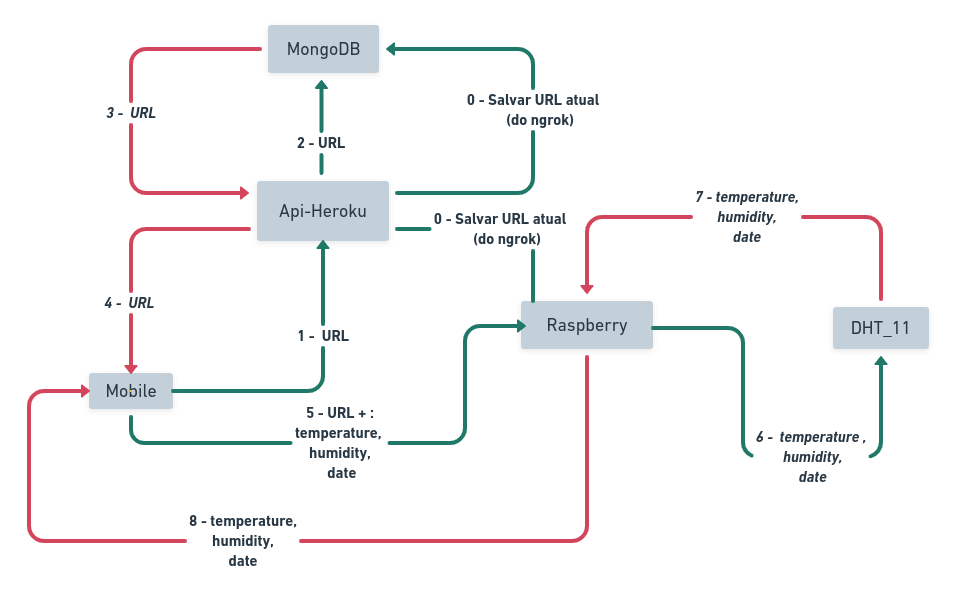 MongoDB
0 - Salvar URL atual
(do ngrok)
3 - URL
2 - URL
Api-Heroku
0 - Salvar URL atual
(do ngrok)
7 - temperature,
humidity,
date
4 - URL
1 - URL
Raspberry
DHT_11
Mobile
5 - URL + :
temperature,
humidity,
date
6 - temperature ,
humidity,
date
8 - temperature,
humidity,
date